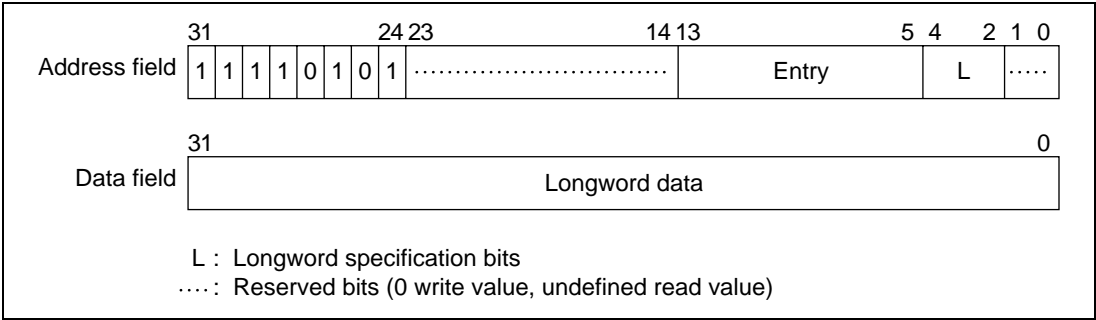 31 24 23 14 13 5 4 2 1 0
Address field 1 1 1 1 0 1 0 1 .............................. Entry L .....
31 0
Data field Longword data
L : Longword specification bits
.... : Reserved bits (0 write value, undefined read value)